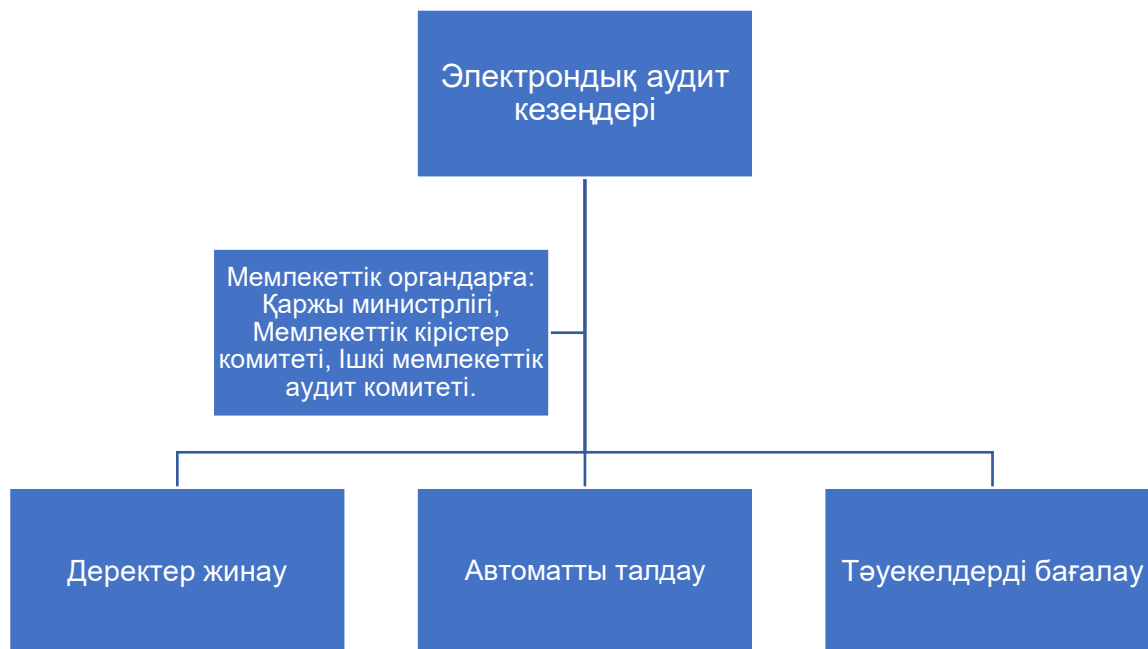 Электрондық аудит
кезеңдері
Мемлекеттік органдарға:
Қаржы министрлігі,
Мемлекеттік кірістер
комитеті, Ішкі мемлекеттік
аудит комитеті.
Деректер жинау
Автоматты талдау
Тәуекелдерді бағалау